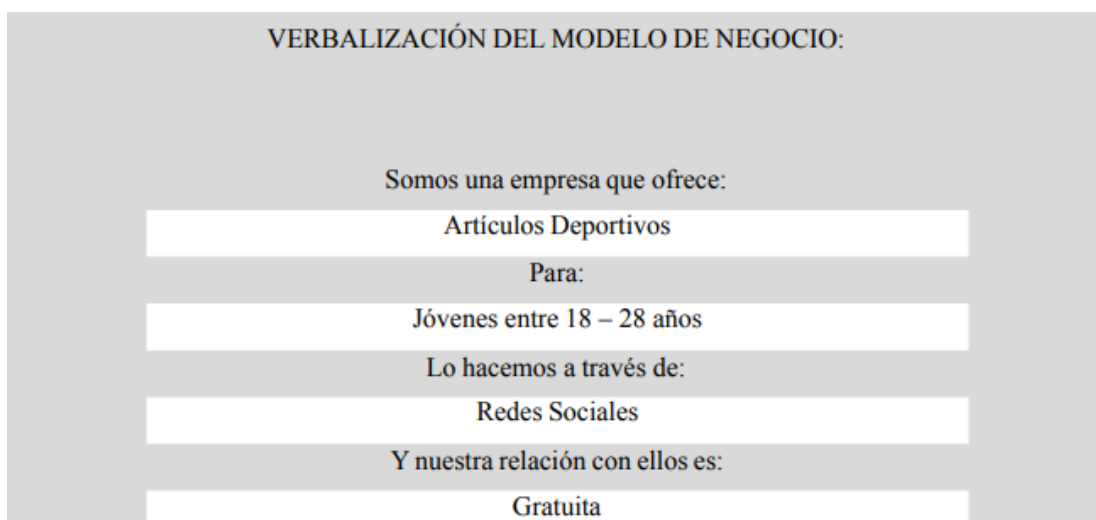 VERBALIZACIÓN DEL MODELO DE NEGOCIO:
Somos una empresa que ofrece:
Artículos Deportivos
Para:
Jóvenes entre 18 – 28 años
Lo hacemos a través de:
Redes Sociales
Y nuestra relación con ellos es:
Gratuita